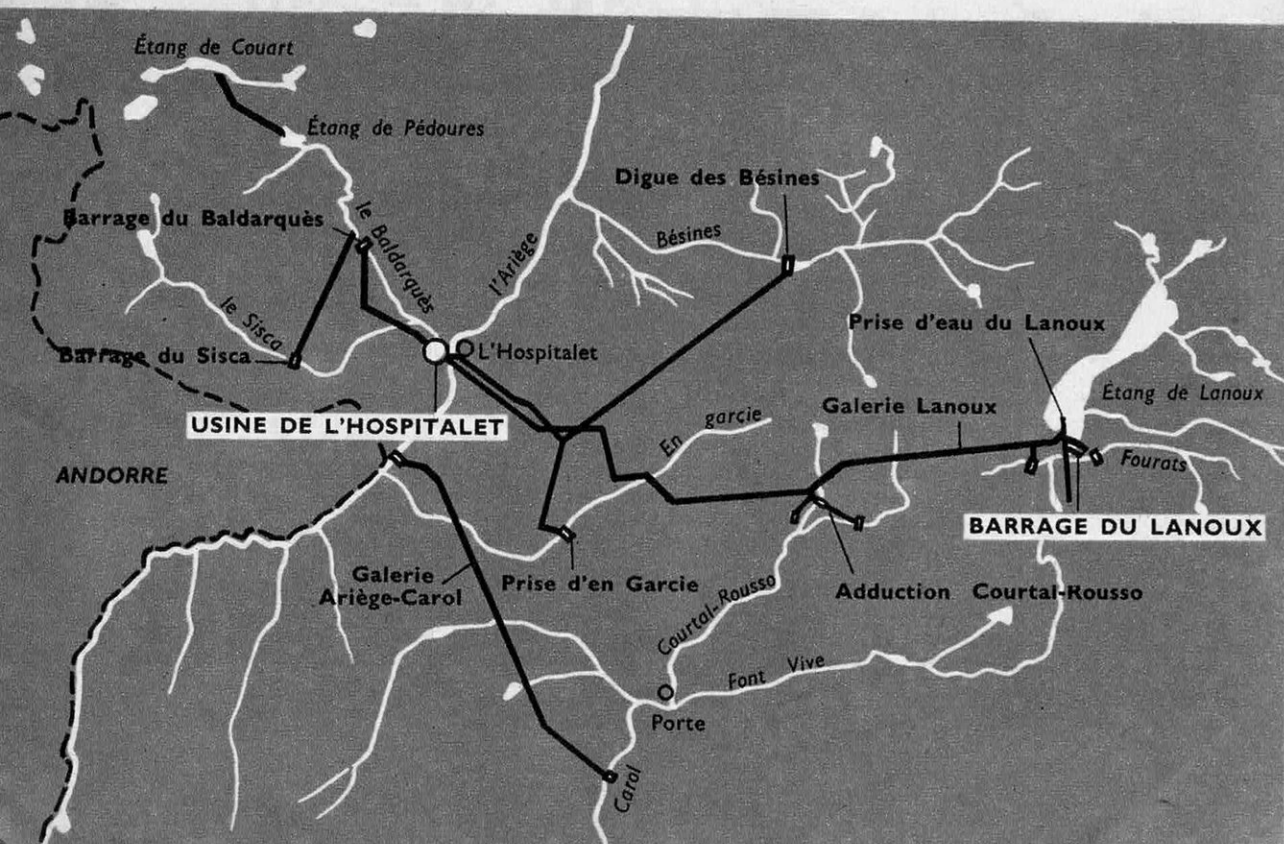 Étang de Couart
Étang de Pédoures
Digue des Bésines
Barrage du Baldarquès
le Baldarquès
Bésines
l'Ariège
le Sisca
Prise d'eau du Lanoux
Barrage du Sisca
L'Hospitalet
Étang de Lanoux
USINE DE L'HOSPITALET
Galerie Lanoux
En garcie
ANDORRE
Fourats
BARRAGE DU LANOUX
Galerie
Ariège-Carol
Prise d'en Garcie
Adduction Courtal-Rousso
Courtal-Rousso
Font Vive
Porte
Carol